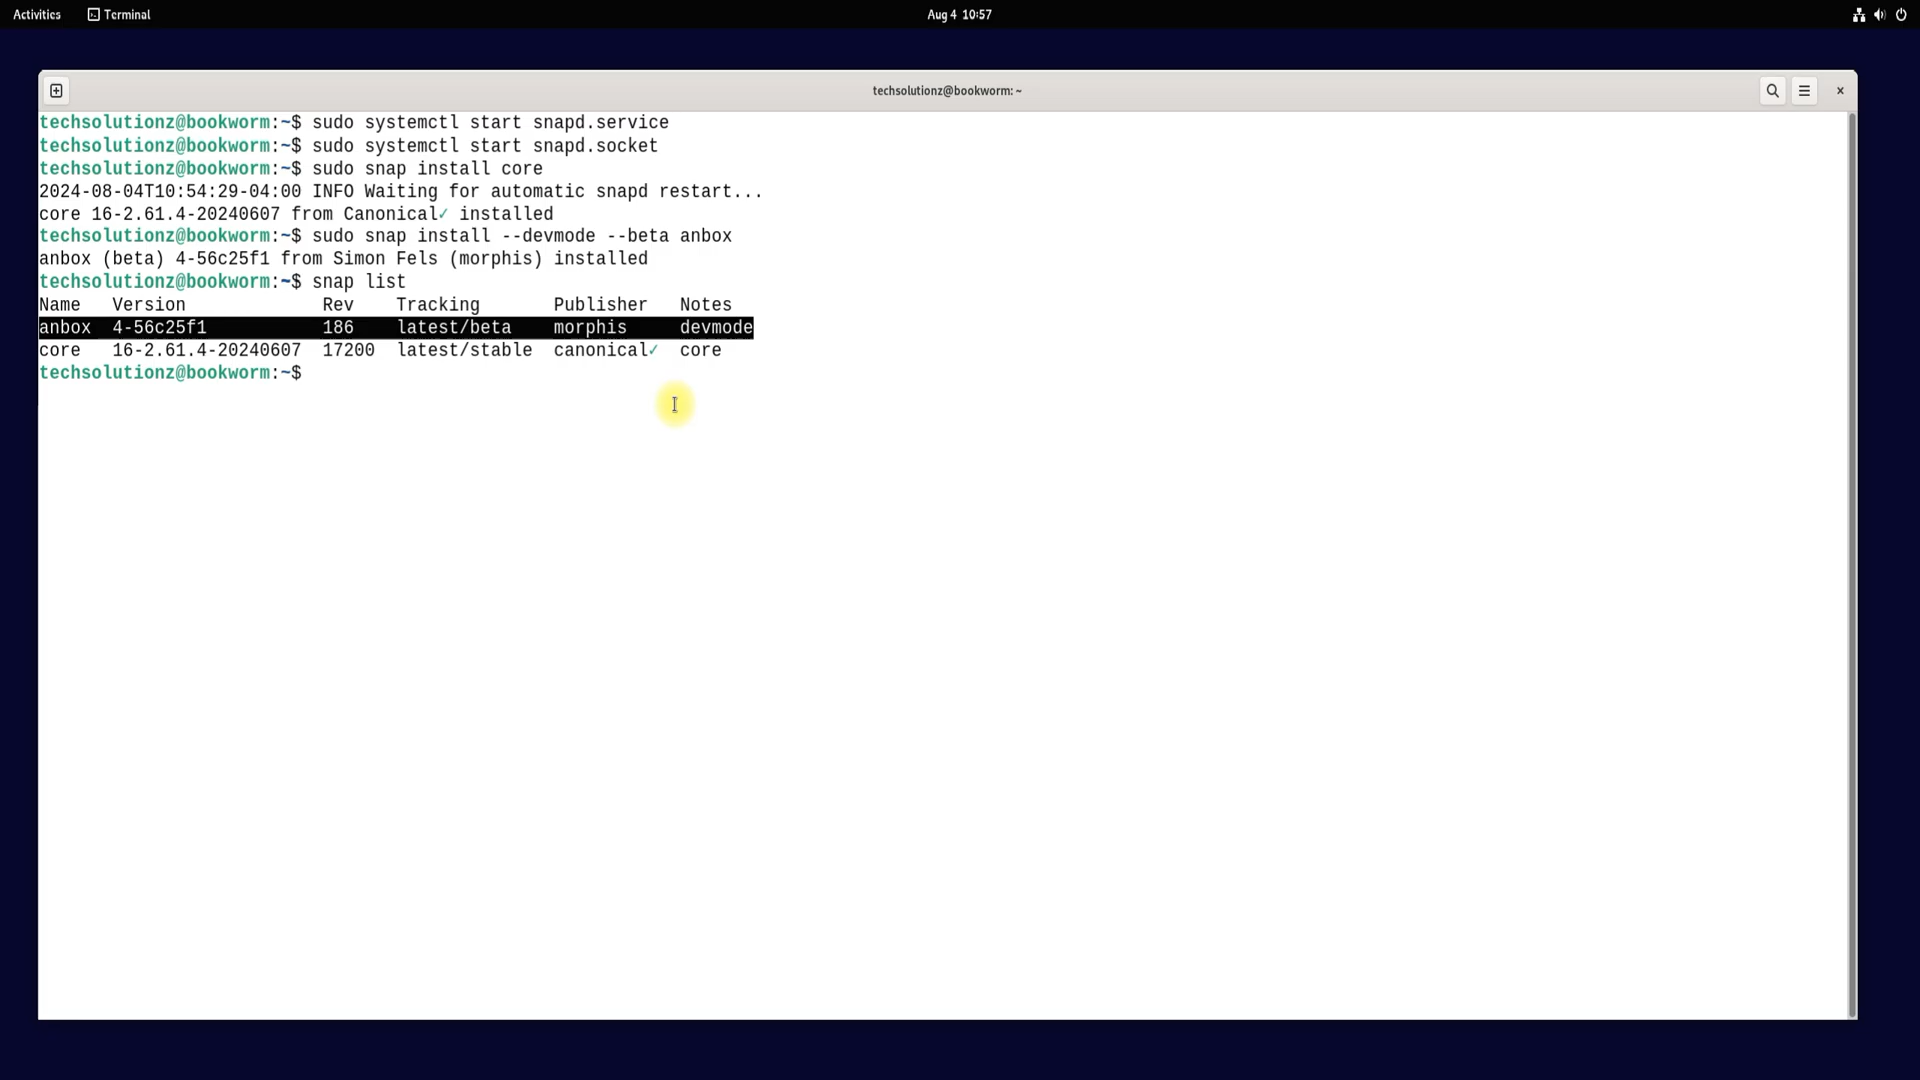 Activities Terminal Aug 4 10:57
techsolutionz@bookworm: ~
techsolutionz@bookworm:~$ sudo systemctl start snapd.service
techsolutionz@bookworm:~$ sudo systemctl start snapd.socket
techsolutionz@bookworm:~$ sudo snap install core
2024-08-04T10:54:29-04:00 INFO Waiting for automatic snapd restart...
core 16-2.61.4-20240607 from Canonical✓ installed
techsolutionz@bookworm:~$ sudo snap install --devmode --beta anbox
anbox (beta) 4-56c25f1 from Simon Fels (morphis) installed
techsolutionz@bookworm:~$ snap list
Name   Version             Rev    Tracking       Publisher   Notes
anbox  4-56c25f1           186    latest/beta    morphis     devmode
core   16-2.61.4-20240607  17200  latest/stable  canonical✓  core
techsolutionz@bookworm:~$